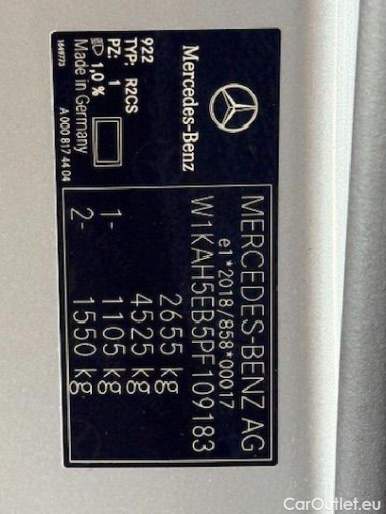 Mercedes-Benz
922
TYP: R2CS
PZ: 1
1,0 %
Made in Germany
1649773
A 000 817 44 04
MERCEDES-BENZ AG
e1*2018/858*00017
W1KAH5EB5PF109183
2655 kg
4525 kg
1- 1105 kg
2- 1550 kg
CarOutlet.eu